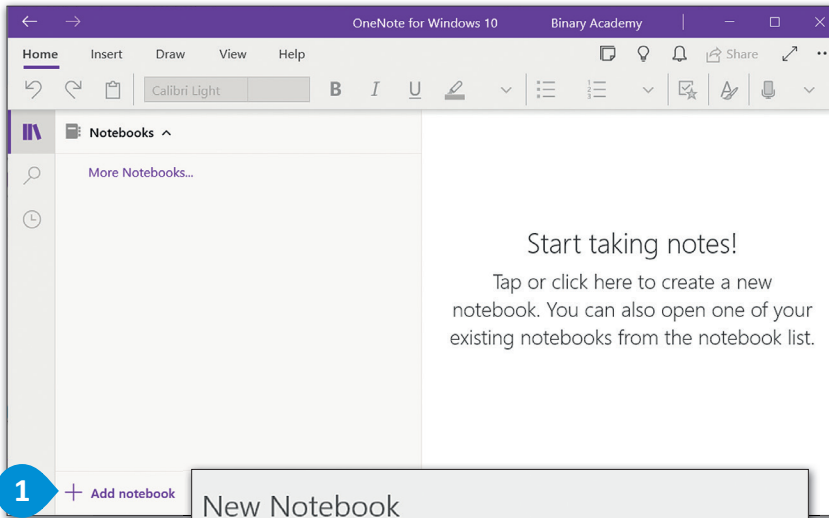 OneNote for Windows 10 Binary Academy
Home Insert Draw View Help Share
Calibri Light B I U
Notebooks
More Notebooks...
Start taking notes!
Tap or click here to create a new
notebook. You can also open one of your
existing notebooks from the notebook list.
1 Add notebook
New Notebook